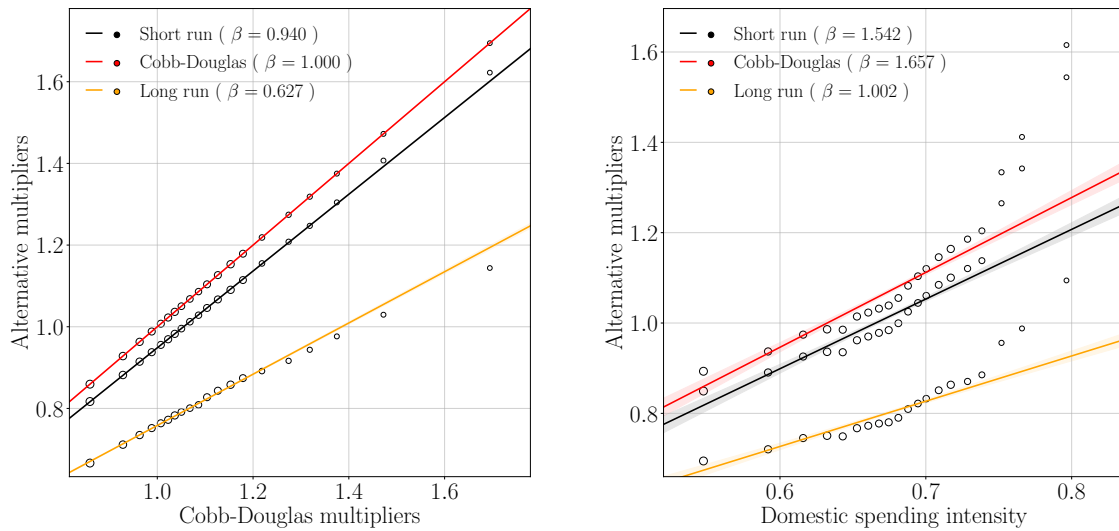 Short run ( β = 0.940 )
Cobb-Douglas ( β = 1.000 )
Long run ( β = 0.627 )
Alternative multipliers
1.6
1.4
1.2
1.0
0.8
1.0 1.2 1.4 1.6
Cobb-Douglas multipliers
Short run ( β = 1.542 )
Cobb-Douglas ( β = 1.657 )
Long run ( β = 1.002 )
Alternative multipliers
1.6
1.4
1.2
1.0
0.8
0.6 0.7 0.8
Domestic spending intensity